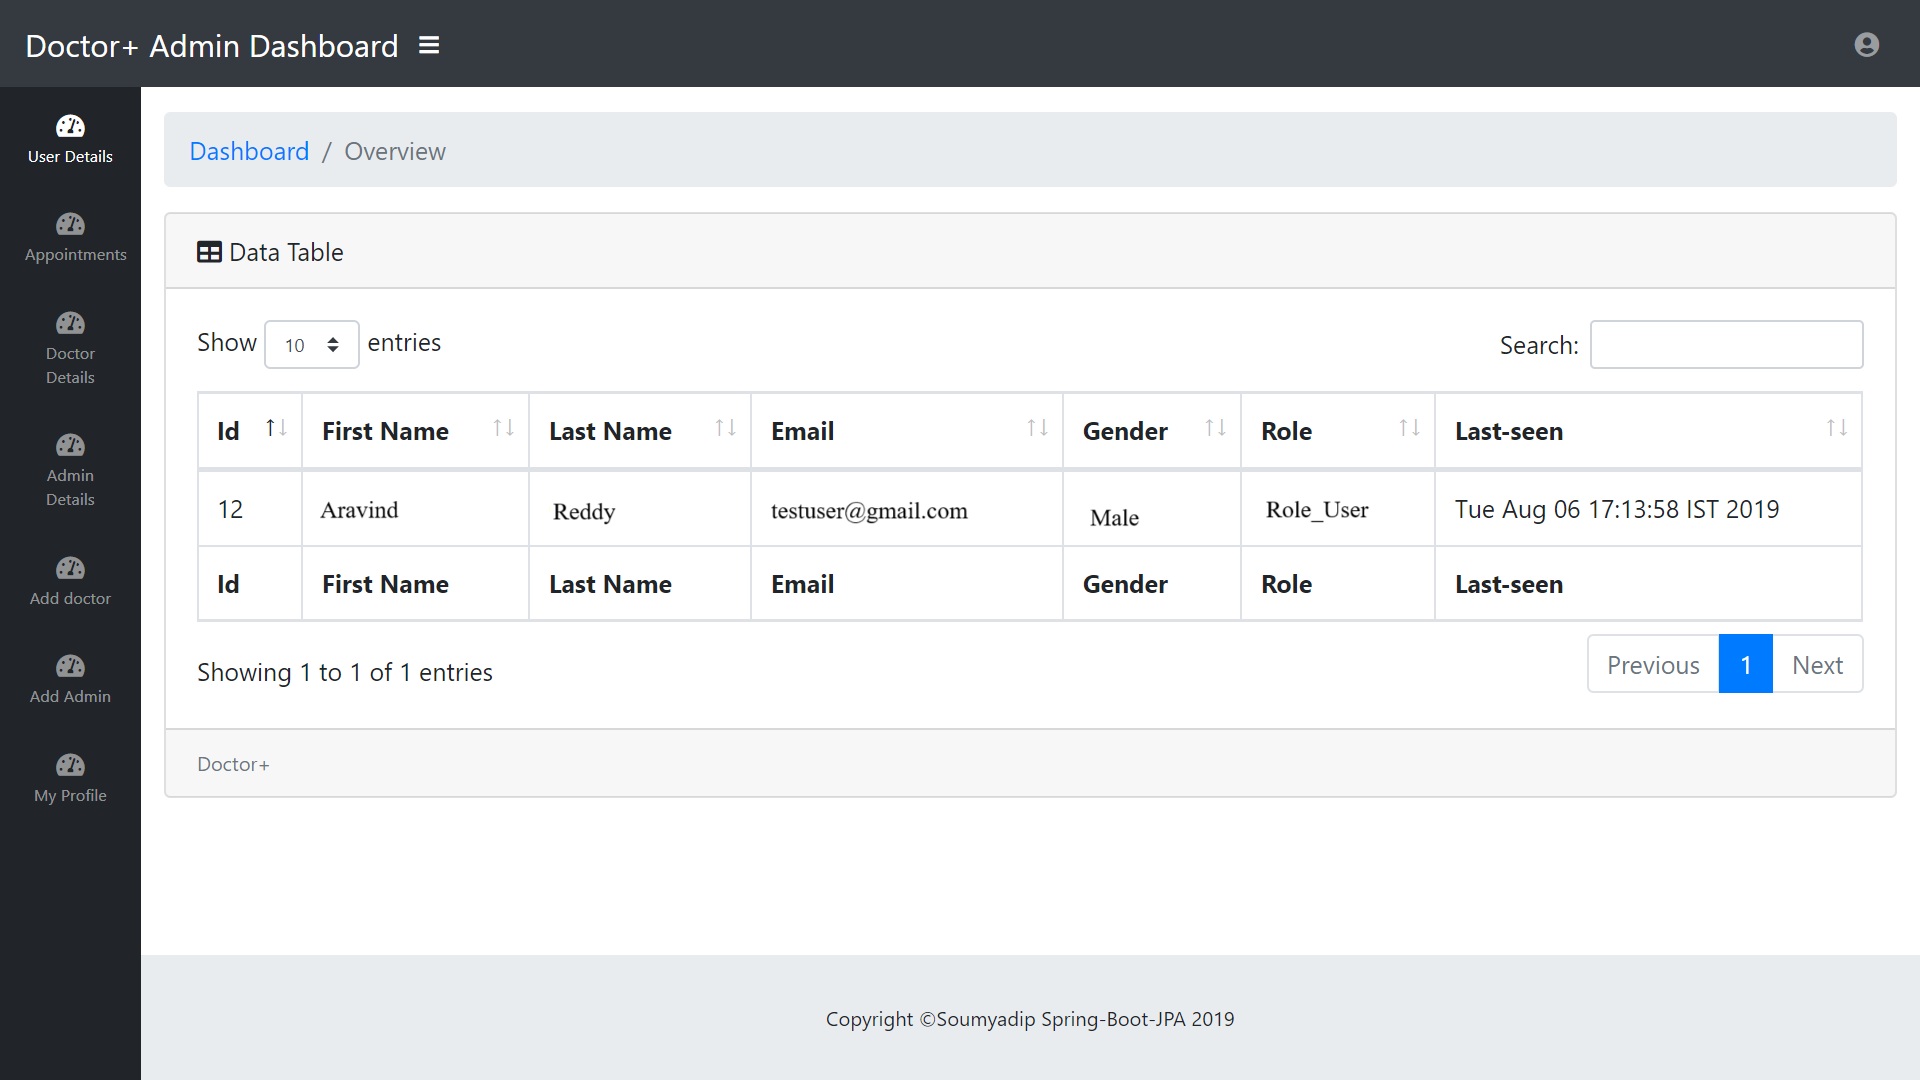 Doctor+ Admin Dashboard
User Details
Appointments
Doctor
Details
Admin
Details
Add doctor
Add Admin
My Profile
Dashboard / Overview
Data Table
Show 10 entries
Search:
Id First Name Last Name Email Gender Role Last-seen
12 Aravind Reddy testuser@gmail.com Male Role_User Tue Aug 06 17:13:58 IST 2019
Id First Name Last Name Email Gender Role Last-seen
Showing 1 to 1 of 1 entries
Previous 1 Next
Doctor+
Copyright ©Soumyadip Spring-Boot-JPA 2019